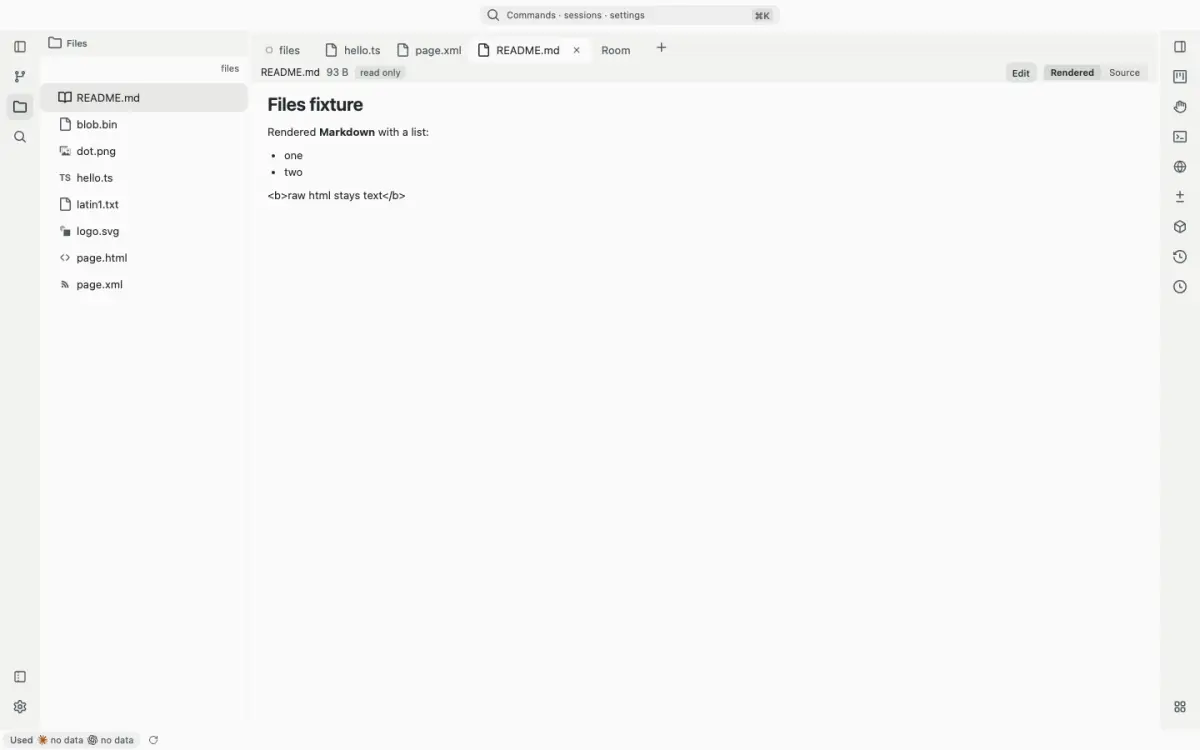 Commands · sessions · settings ⌘K
Files
files
README.md
blob.bin
dot.png
TS hello.ts
latin1.txt
logo.svg
page.html
page.xml
files hello.ts page.xml README.md × Room +
README.md 93 B read only Edit Rendered Source
Files fixture
Rendered Markdown with a list:
• one
• two
<b>raw html stays text</b>
Used no data no data